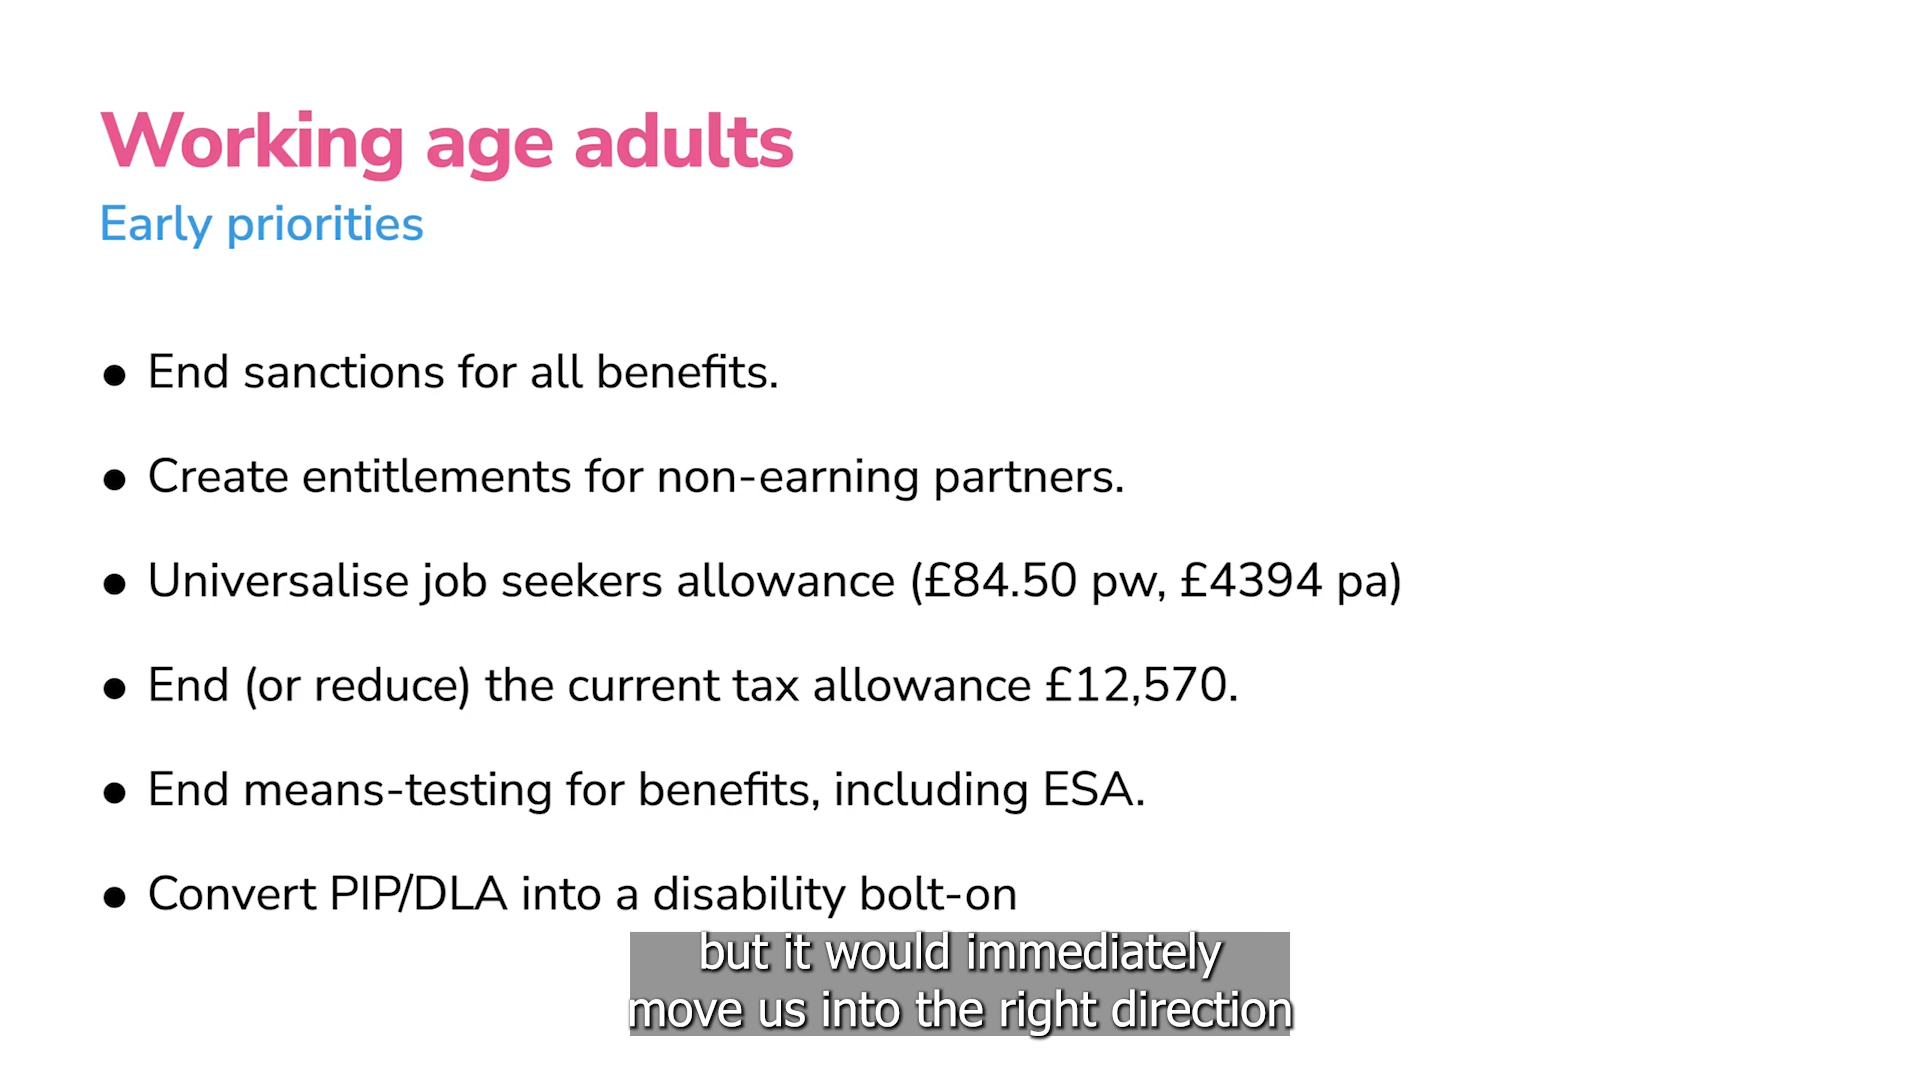 Working age adults
Early priorities
● End sanctions for all benefits.
● Create entitlements for non-earning partners.
● Universalise job seekers allowance (£84.50 pw, £4394 pa)
● End (or reduce) the current tax allowance £12,570.
● End means-testing for benefits, including ESA.
● Convert PIP/DLA into a disability bolt-on
but it would immediately
move us into the right direction